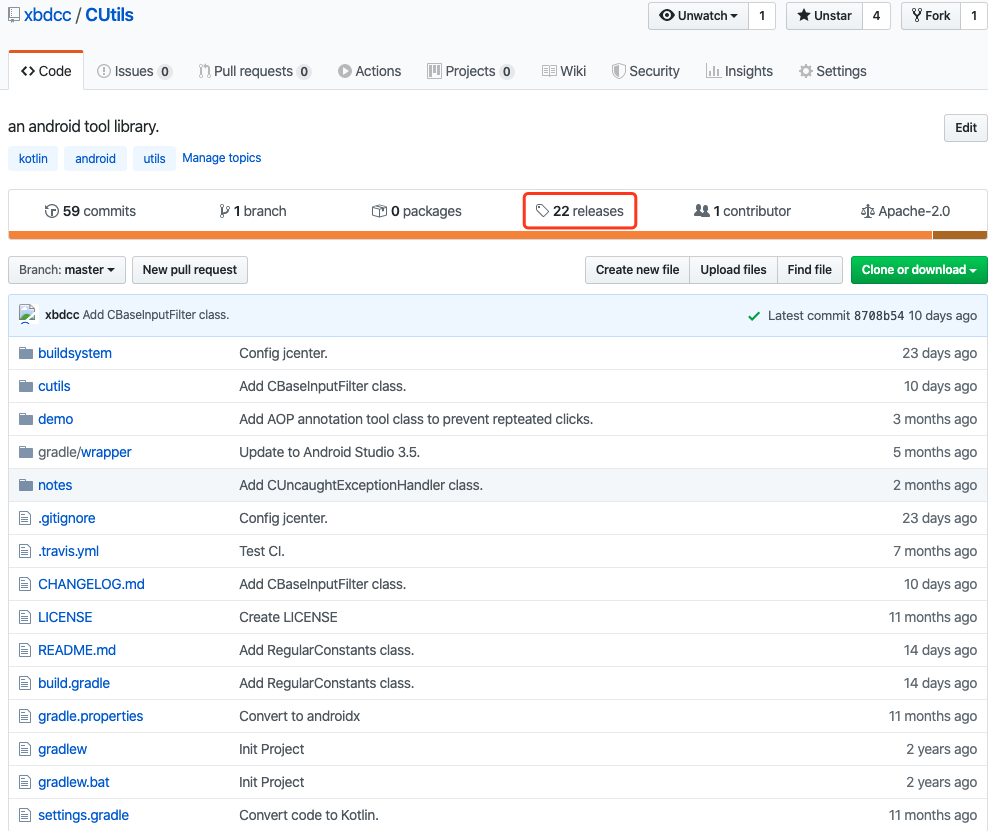 xbdcc / CUtils Unwatch 1 Unstar 4 Fork 1
Code Issues 0 Pull requests 0 Actions Projects 0 Wiki Security Insights Settings
an android tool library. Edit
kotlin android utils Manage topics
59 commits 1 branch 0 packages 22 releases 1 contributor Apache-2.0
Branch: master New pull request Create new file Upload files Find file Clone or download
xbdcc Add CBaseInputFilter class. Latest commit 8708b54 10 days ago
buildsystem Config jcenter. 23 days ago
cutils Add CBaseInputFilter class. 10 days ago
demo Add AOP annotation tool class to prevent repteated clicks. 3 months ago
gradle/wrapper Update to Android Studio 3.5. 5 months ago
notes Add CUncaughtExceptionHandler class. 2 months ago
.gitignore Config jcenter. 23 days ago
.travis.yml Test CI. 7 months ago
CHANGELOG.md Add CBaseInputFilter class. 10 days ago
LICENSE Create LICENSE 11 months ago
README.md Add RegularConstants class. 14 days ago
build.gradle Add RegularConstants class. 14 days ago
gradle.properties Convert to androidx 11 months ago
gradlew Init Project 2 years ago
gradlew.bat Init Project 2 years ago
settings.gradle Convert code to Kotlin. 11 months ago